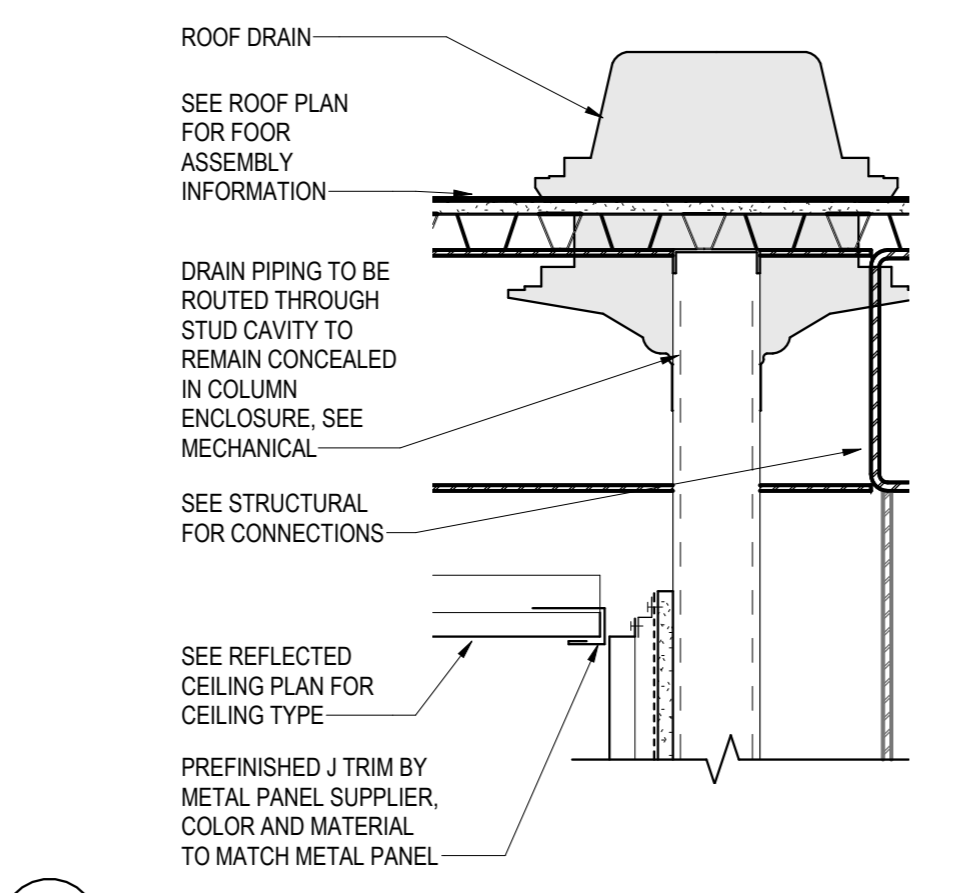 ROOF DRAIN
SEE ROOF PLAN
FOR FOOR
ASSEMBLY
INFORMATION
DRAIN PIPING TO BE
ROUTED THROUGH
STUD CAVITY TO
REMAIN CONCEALED
IN COLUMN
ENCLOSURE, SEE
MECHANICAL
SEE STRUCTURAL
FOR CONNECTIONS
SEE REFLECTED
CEILING PLAN FOR
CEILING TYPE
PREFINISHED J TRIM BY
METAL PANEL SUPPLIER,
COLOR AND MATERIAL
TO MATCH METAL PANEL